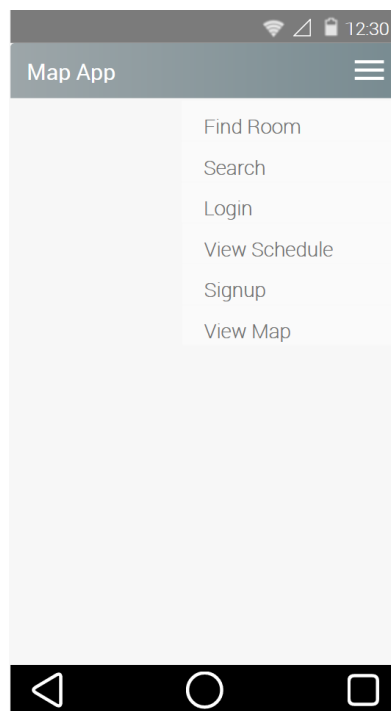 12:30
Map App
Find Room
Search
Login
View Schedule
Signup
View Map